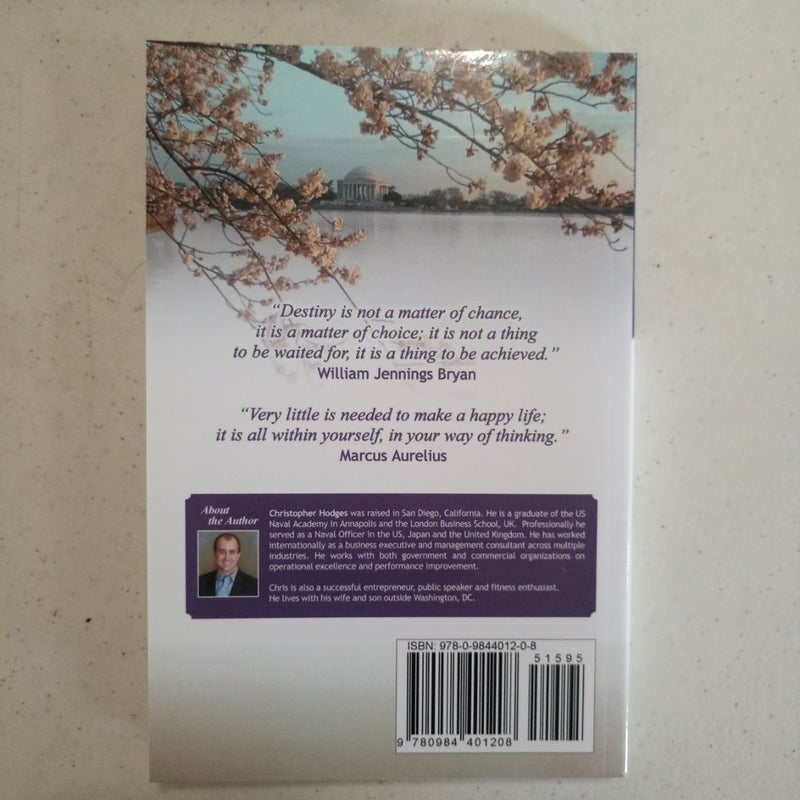 “Destiny is not a matter of chance,
it is a matter of choice; it is not a thing
to be waited for, it is a thing to be achieved.”
William Jennings Bryan
“Very little is needed to make a happy life;
it is all within yourself, in your way of thinking.”
Marcus Aurelius
About
the Author
Christopher Hodges was raised in San Diego, California. He is a graduate of the US
Naval Academy in Annapolis and the London Business School, UK. Professionally he
served as a Naval Officer in the US, Japan and the United Kingdom. He has worked
internationally as a business executive and management consultant across multiple
industries. He works with both government and commercial organizations on
operational excellence and performance improvement.
Chris is also a successful entrepreneur, public speaker and fitness enthusiast.
He lives with his wife and son outside Washington, DC.
ISBN: 978-0-9844012-0-8
51595
9 780984 401208